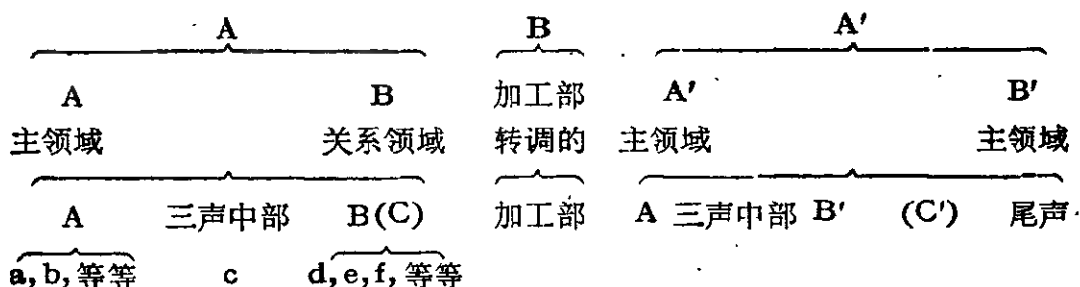 A B A′
A B 加工部 A′ B′
主领域 关系领域 转调的 主领域 主领域
A 三声中部 B(C) 加工部 A 三声中部 B′ (C′) 尾声
a, b, 等等 c d, e, f, 等等